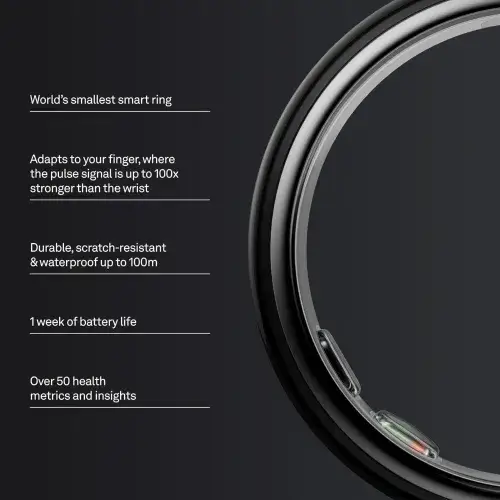 World's smallest smart ring
Adapts to your finger, where
the pulse signal is up to 100x
stronger than the wrist
Durable, scratch-resistant
& waterproof up to 100m
1 week of battery life
Over 50 health
metrics and insights